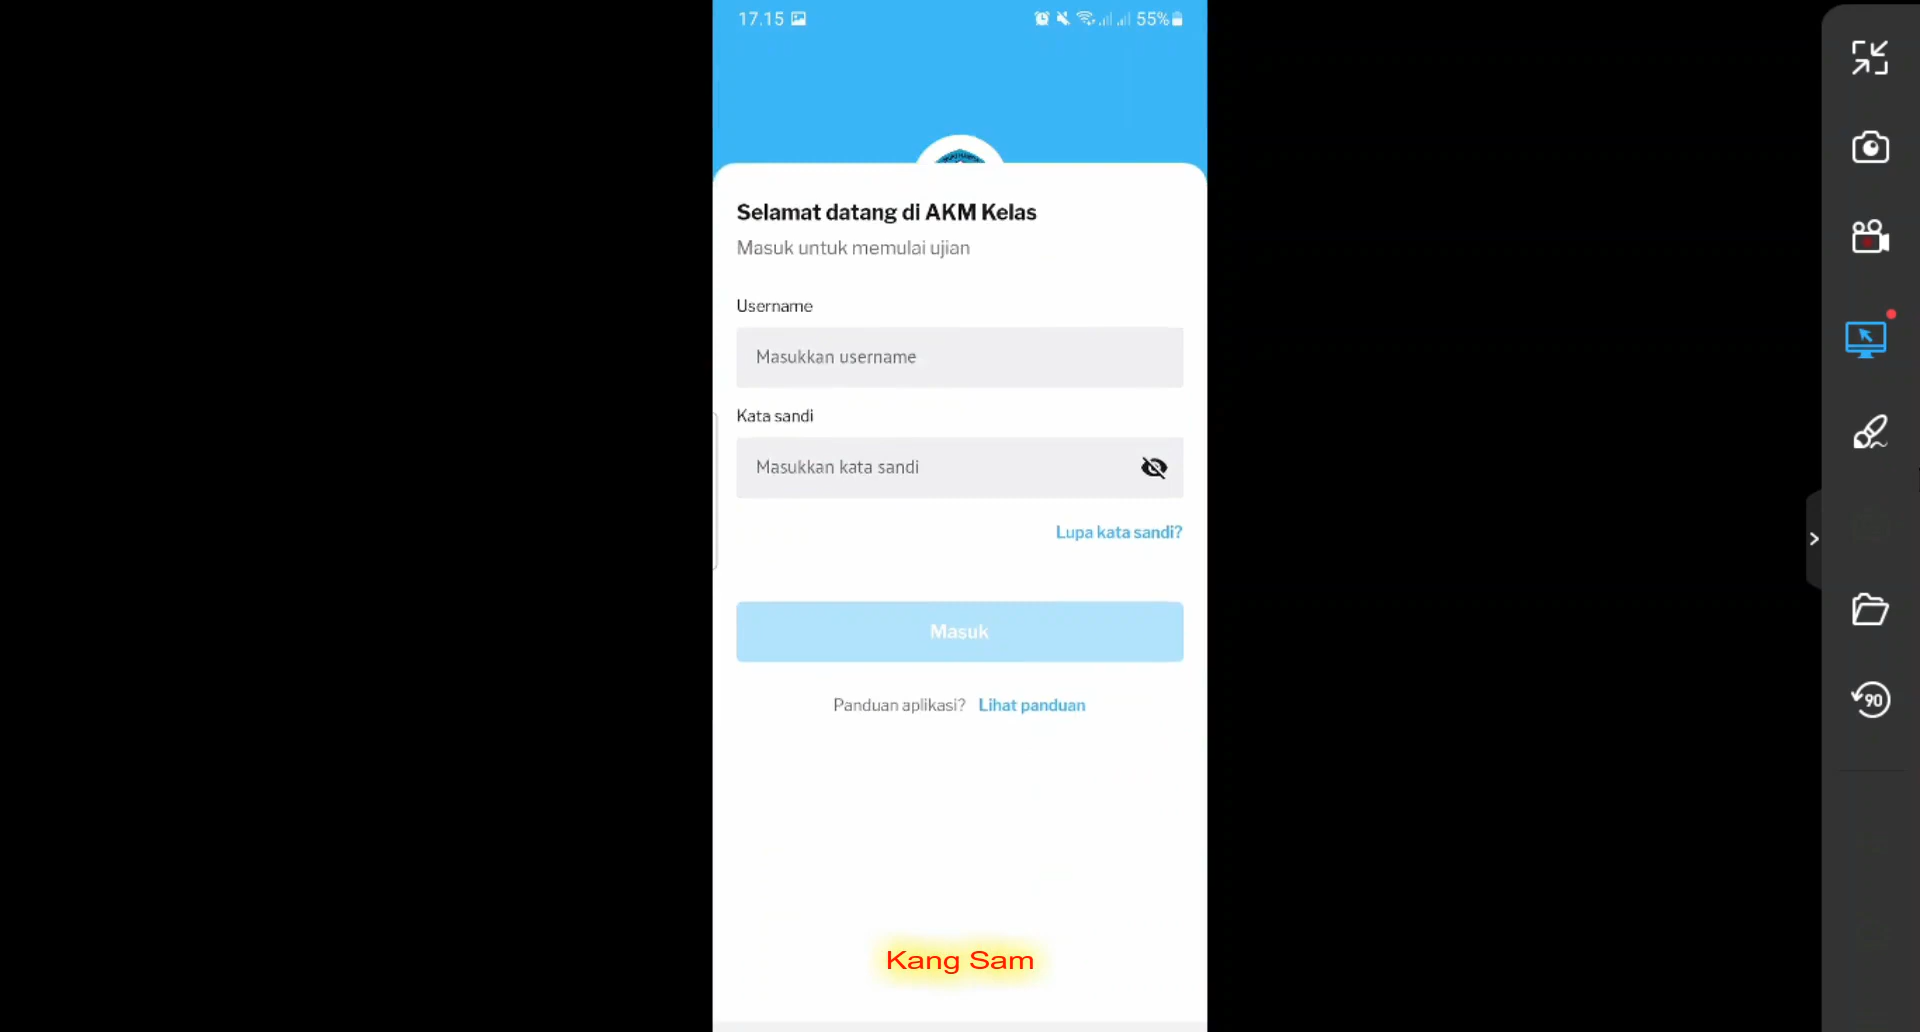 17.15
55%
Selamat datang di AKM Kelas
Masuk untuk memulai ujian
Username
Masukkan username
Kata sandi
Masukkan kata sandi
Lupa kata sandi?
Masuk
Panduan aplikasi? Lihat panduan
Kang Sam
90